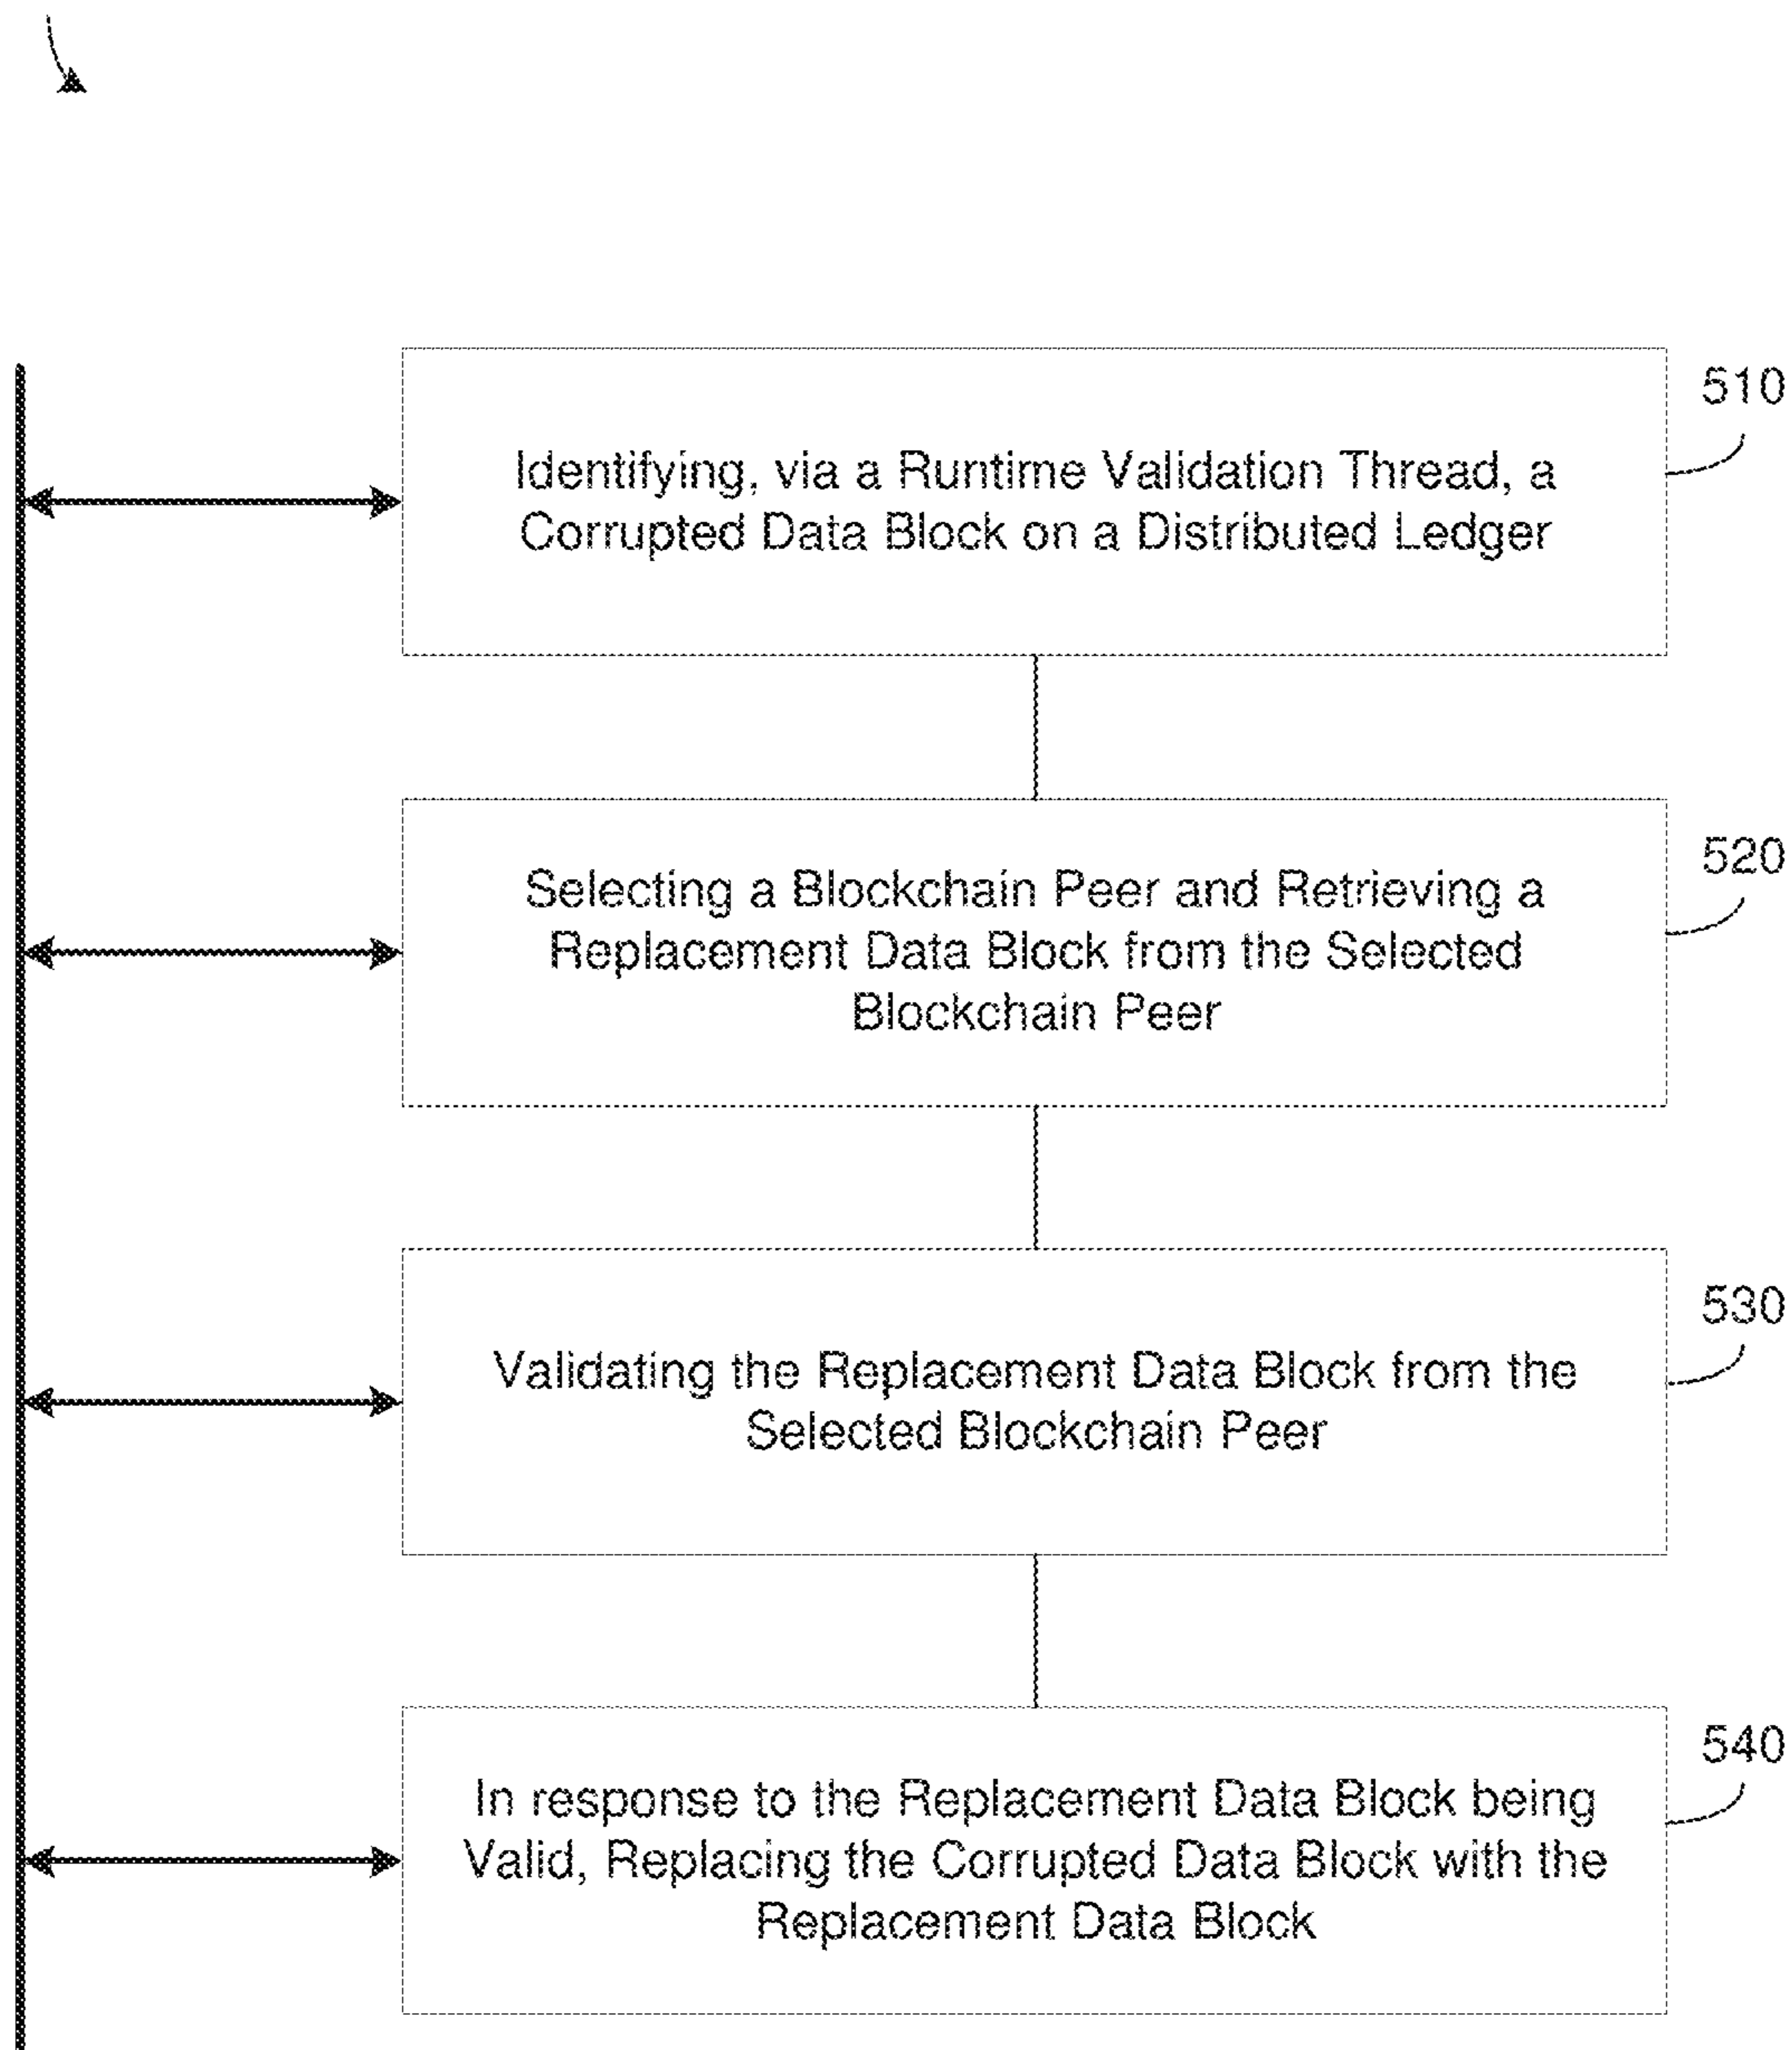 510
Identifying, via a Runtime Validation Thread, a
Corrupted Data Block on a Distributed Ledger
520
Selecting a Blockchain Peer and Retrieving a
Replacement Data Block from the Selected
Blockchain Peer
530
Validating the Replacement Data Block from the
Selected Blockchain Peer
540
In response to the Replacement Data Block being
Valid, Replacing the Corrupted Data Block with the
Replacement Data Block